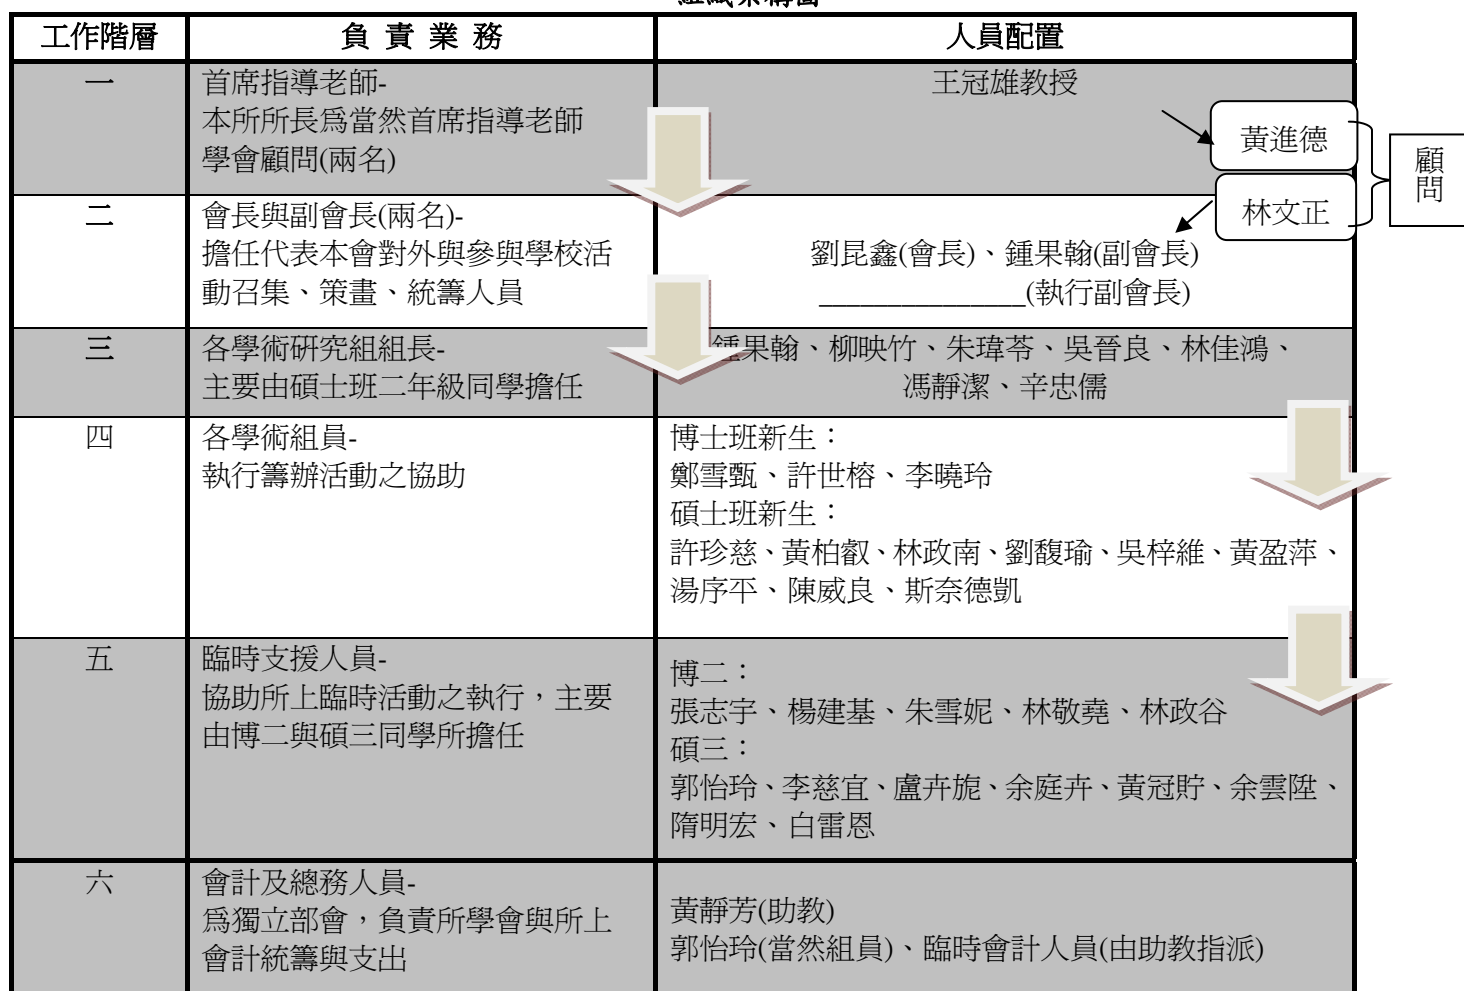 組織架構圖
工作階層 負 責 業 務 人員配置
一
首席指導老師-
本所所長為當然首席指導老師
學會顧問(兩名)
王冠雄教授
黃進德
林文正
顧問
二
會長與副會長(兩名)-
擔任代表本會對外與參與學校活
動召集、策畫、統籌人員
劉昆鑫(會長)、鍾果翰(副會長)
_______________(執行副會長)
三
各學術研究組組長-
主要由碩士班二年級同學擔任
鍾果翰、柳映竹、朱瑋苓、吳晉良、林佳鴻、
馮靜潔、辛忠儒
四
各學術組員-
執行籌辦活動之協助
博士班新生：
鄭雪甄、許世榕、李曉玲
碩士班新生：
許珍慈、黃柏叡、林政南、劉馥瑜、吳梓維、黃盈萍、
湯序平、陳威良、斯奈德凱
五
臨時支援人員-
協助所上臨時活動之執行，主要
由博二與碩三同學所擔任
博二：
張志宇、楊建基、朱雪妮、林敬堯、林政谷
碩三：
郭怡玲、李慈宜、盧卉旎、余庭卉、黃冠貯、余雲陞、
隋明宏、白雷恩
六
會計及總務人員-
為獨立部會，負責所學會與所上
會計統籌與支出
黃靜芳(助教)
郭怡玲(當然組員)、臨時會計人員(由助教指派)